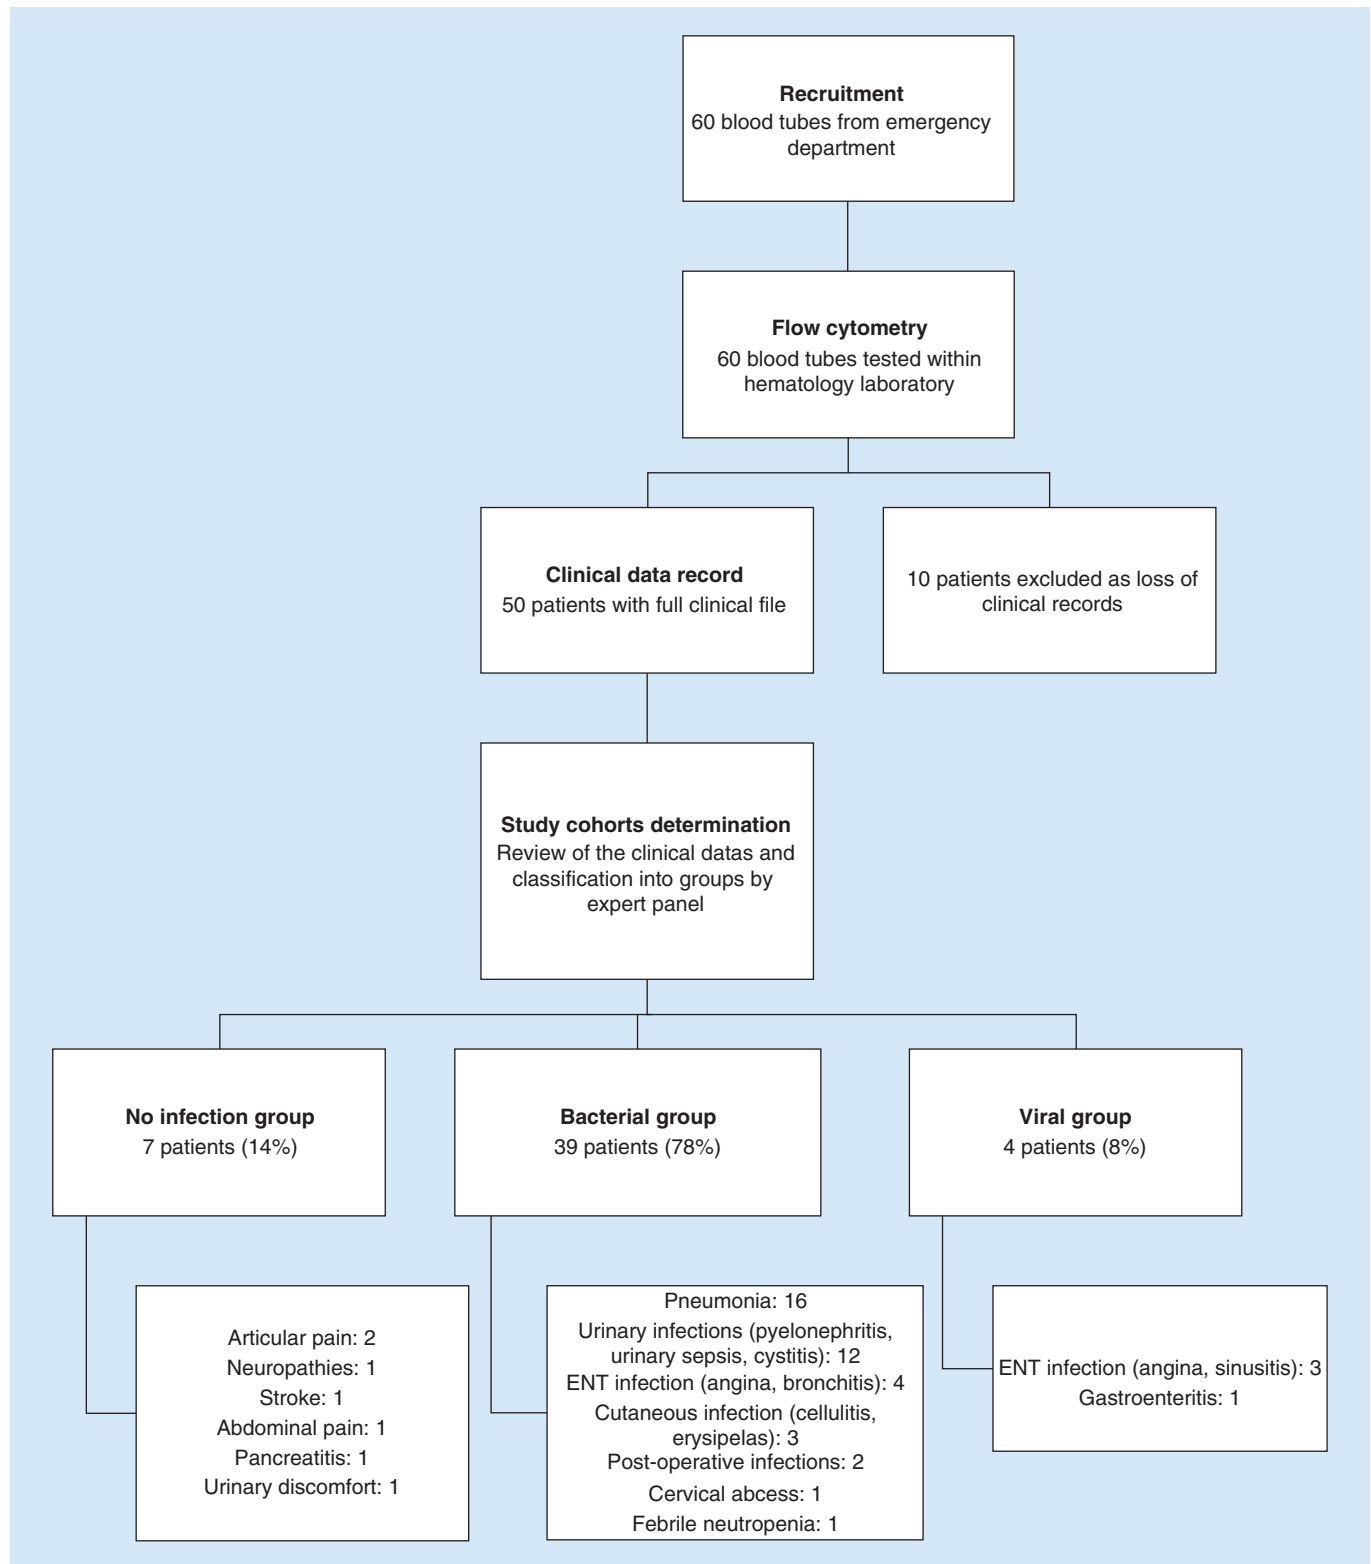 Recruitment
60 blood tubes from emergency
department
Flow cytometry
60 blood tubes tested within
hematology laboratory
Clinical data record
50 patients with full clinical file
10 patients excluded as loss of
clinical records
Study cohorts determination
Review of the clinical datas and
classification into groups by
expert panel
No infection group
7 patients (14%)
Bacterial group
39 patients (78%)
Viral group
4 patients (8%)
Articular pain: 2
Neuropathies: 1
Stroke: 1
Abdominal pain: 1
Pancreatitis: 1
Urinary discomfort: 1
Pneumonia: 16
Urinary infections (pyelonephritis,
urinary sepsis, cystitis): 12
ENT infection (angina, bronchitis): 4
Cutaneous infection (cellulitis,
erysipelas): 3
Post-operative infections: 2
Cervical abcess: 1
Febrile neutropenia: 1
ENT infection (angina, sinusitis): 3
Gastroenteritis: 1